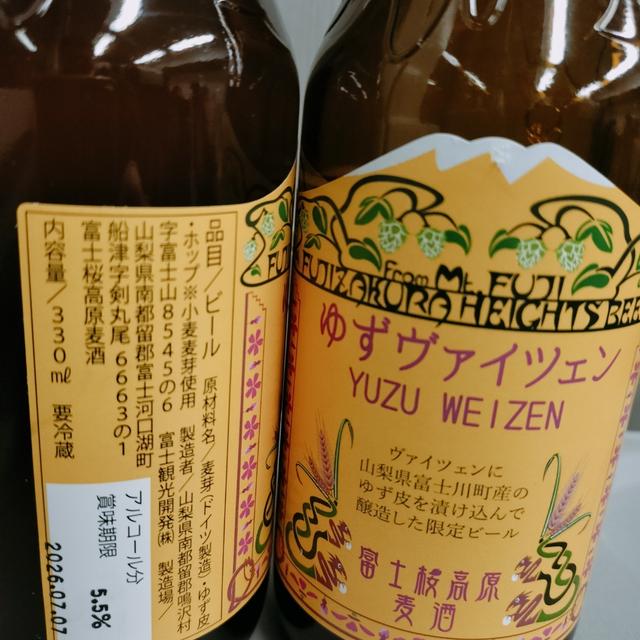 品目/ビール 原材料名/麦芽(ドイツ製造)・ゆず皮
・ホップ※小麦麦芽使用 製造者/山梨県南都留郡鳴沢村
字富士山8545の6 富士観光開発㈱ 製造場/
山梨県南都留郡富士河口湖町
船津字剣丸尾6663の1
富士桜高原麦酒
内容量/330㎖ 要冷蔵
アルコール分 5.5%
賞味期限 2026.07.07
from Mt. FUJI
FUJIZAKURA HEIGHTS BEE
ゆずヴァイツェン
YUZU WEIZEN
ヴァイツェンに
山梨県富士川町産の
ゆず皮を漬け込んで
醸造した限定ビール
富士桜高原
麦酒